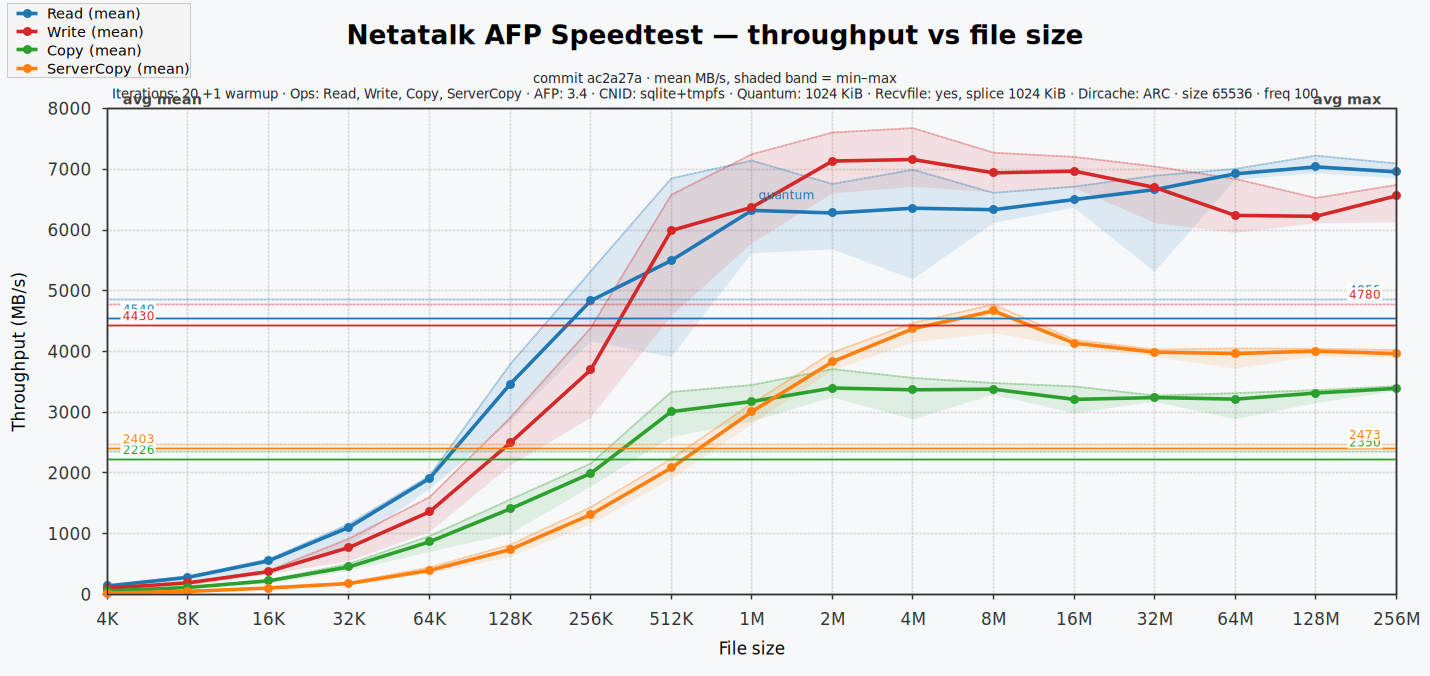 Read (mean)
Write (mean)
Copy (mean)
ServerCopy (mean)
Netatalk AFP Speedtest — throughput vs file size
commit ac2a27a · mean MB/s, shaded band = min–max
Iterations: 20 +1 warmup · Ops: Read, Write, Copy, ServerCopy · AFP: 3.4 · CNID: sqlite+tmpfs · Quantum: 1024 KiB · Recvfile: yes, splice 1024 KiB · Dircache: ARC · size 65536 · freq 100
avg mean
avg max
8000
7000
6000
5000
4000
3000
2000
1000
0
Throughput (MB/s)
quantum
4540
4430
4780
2403
2226
2473
2350
4K 8K 16K 32K 64K 128K 256K 512K 1M 2M 4M 8M 16M 32M 64M 128M 256M
File size